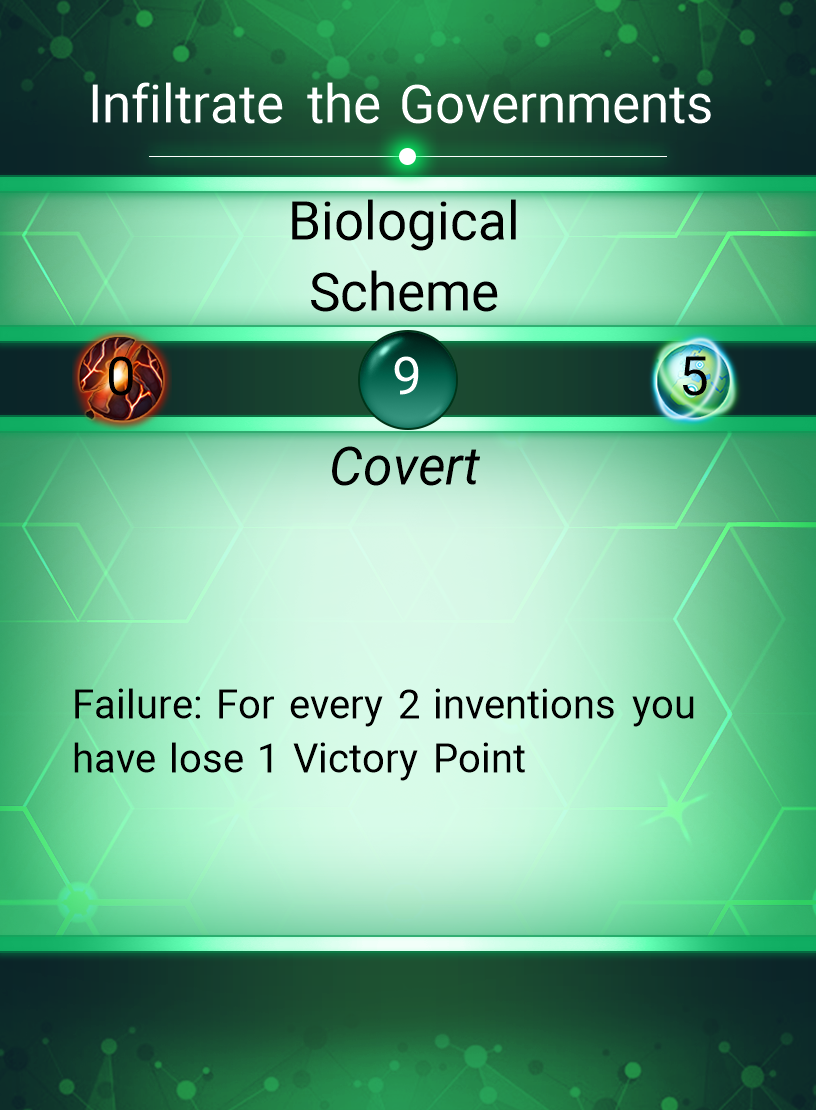 Infiltrate the Governments
Biological
Scheme
0 9 5
Covert
Failure: For every 2 inventions you
have lose 1 Victory Point